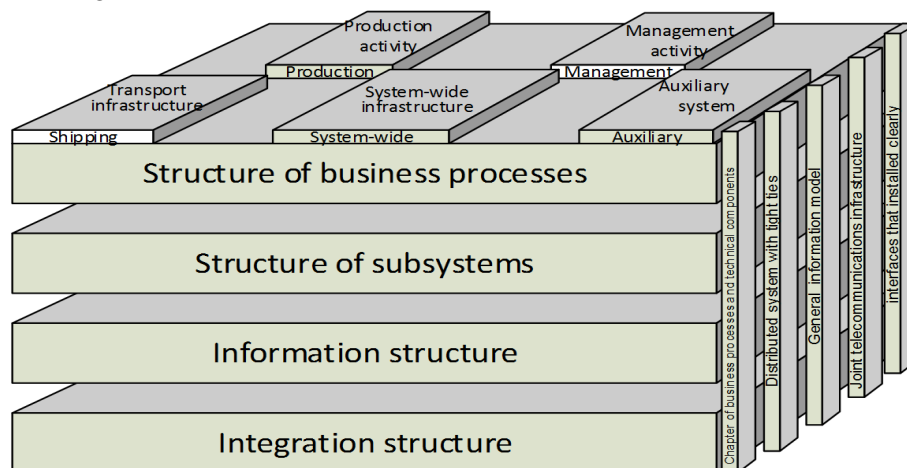 Production
activity
Management
activity
Production
Management
Transport
infrastructure
System-wide
infrastructure
Auxiliary
system
Shipping
System-wide
Auxiliary
Structure of business processes
Structure of subsystems
Information structure
Integration structure
Chapter of business processes and technical components
Distributed system with tight ties
General information model
Joint telecommunications infrastructure
interfaces that installed clearly